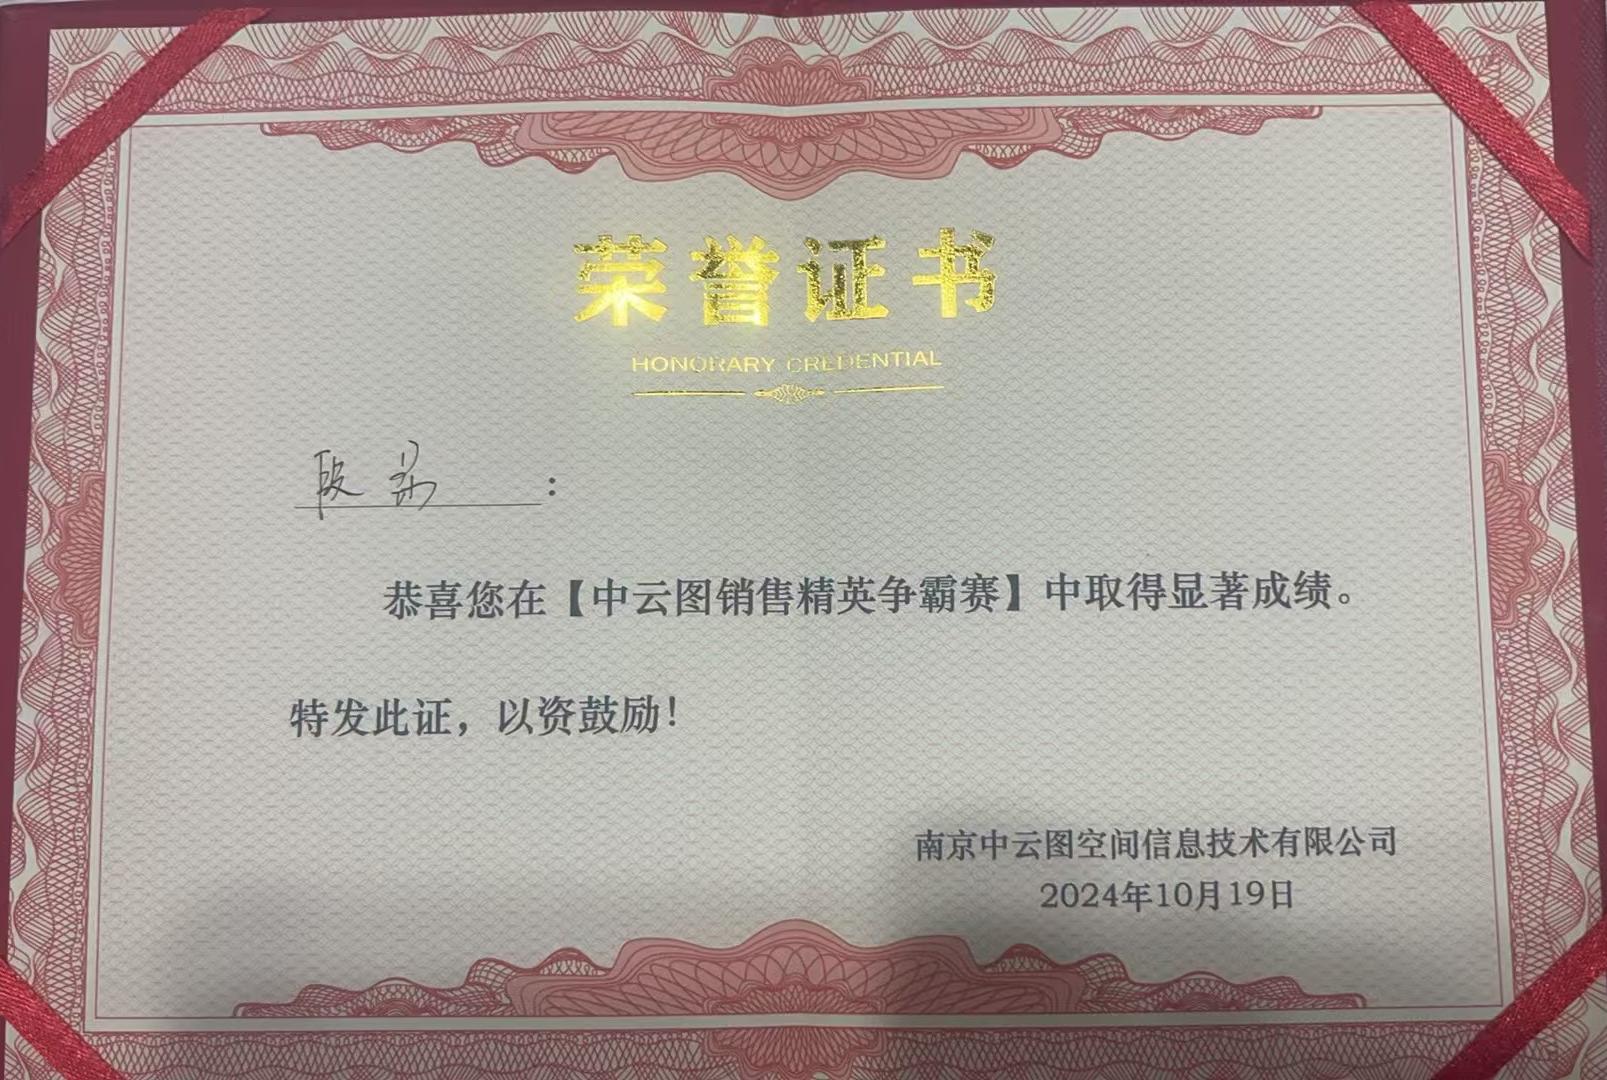 荣誉证书
HONORARY CREDENTIAL
段
：
恭喜您在【中云图销售精英争霸赛】中取得显著成绩。
特发此证，以资鼓励！
南京中云图空间信息技术有限公司
2024年10月19日